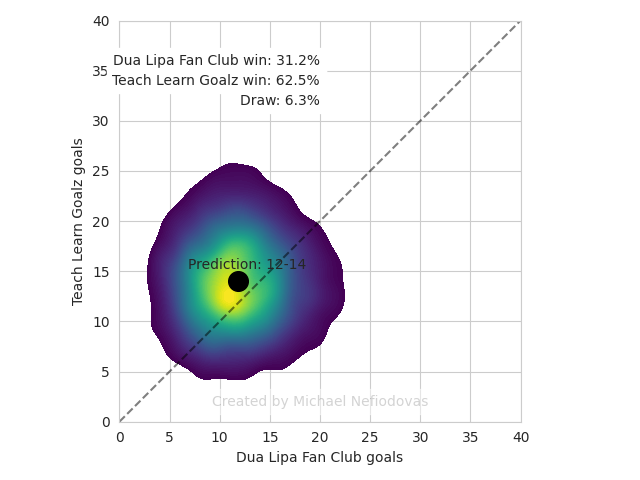 40
Dua Lipa Fan Club win: 31.2%
35
Teach Learn Goalz win: 62.5%
Draw: 6.3%
30
25
20
Prediction: 12-14
15
10
5
0
Teach Learn Goalz goals
Created by Michael Nefiodovas
0 5 10 15 20 25 30 35 40
Dua Lipa Fan Club goals